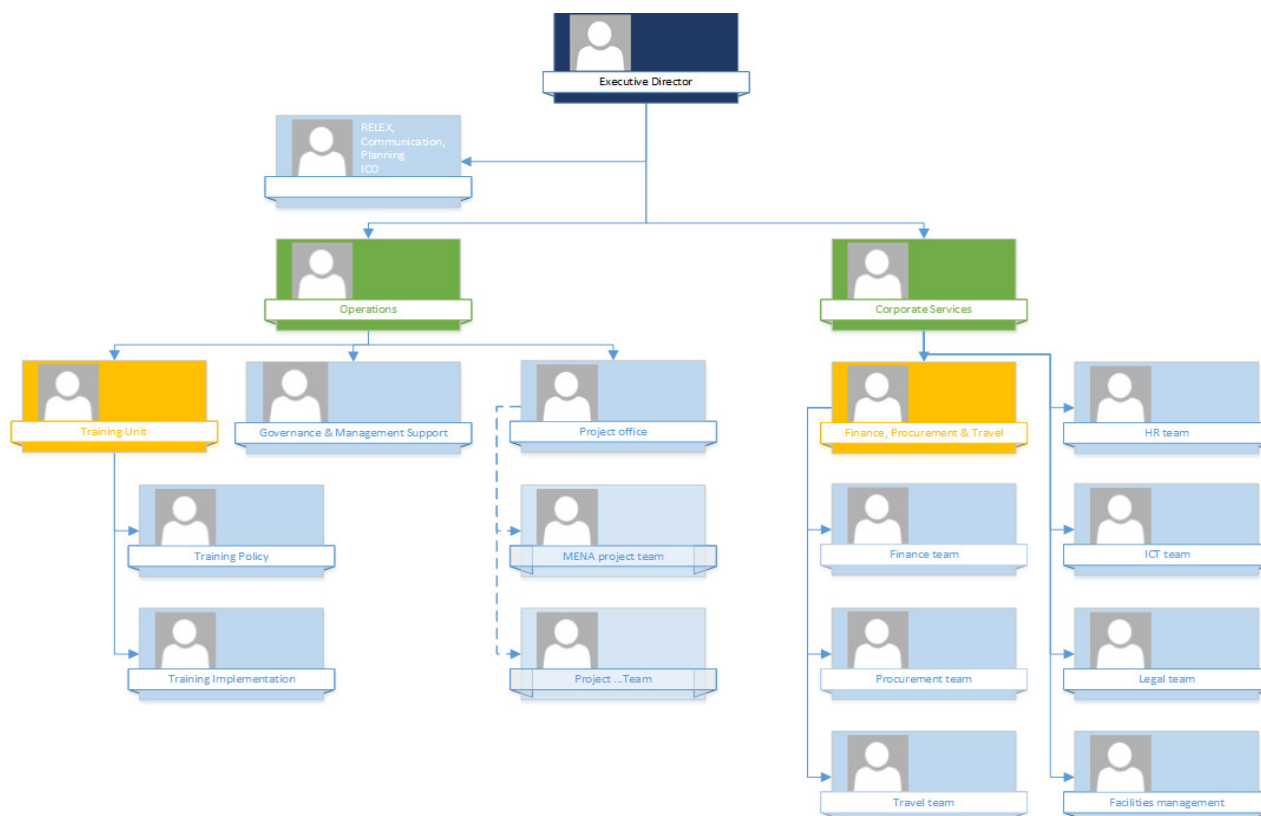 Executive Director
RELEX,
Communication,
Planning
ICO
Operations
Corporate Services
Training Unit
Governance & Management Support
Project office
Finance, Procurement & Travel
HR team
Training Policy
MENA project team
Finance team
ICT team
Training Implementation
Project ...Team
Procurement team
Legal team
Travel team
Facilities management